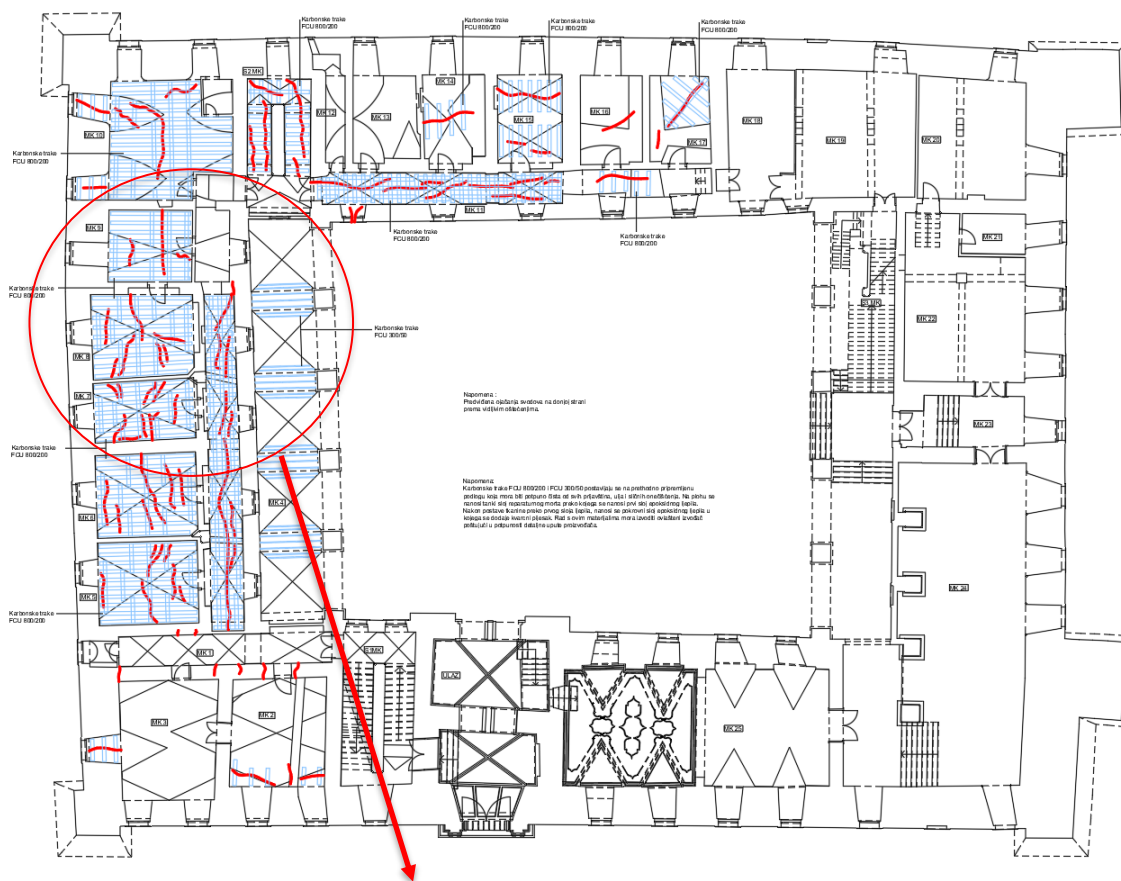 Karbonske trake
FCU 800/200
Karbonske trake
FCU 800/200
Karbonske trake
FCU 800/200
Karbonske trake
FCU 800/200
S2 MK
MK 14
MK 10
MK 12
MK 13
MK 15
MK 16
MK 17
MK 18
MK 19
MK 20
Karbonske trake
FCU 800/200
MK 11
MK 9
Karbonske trake
FCU 800/200
Karbonske trake
FCU 800/200
MK 21
Karbonske trake
FCU 800/200
S3 MK
MK 22
Karbonske trake
FCU 300/50
MK 8
MK 7
Napomena :
Predviđena ojačanja svodova na donjoj strani
prema vidljivim oštećenjima.
MK 23
Karbonske trake
FCU 800/200
Napomena:
Karbonske trake FCU 800/200 i FCU 300/50 postavljaju se na prethodno pripremljenu
podlogu koja mora biti potpuno čista od svih prljavština, ulja i sličnih onečišćenja. Na plohu se
nanosi tanki sloj reparaturnog morta preko kojega se nanosi prvi sloj epoksidnog ljepila.
Nakon postave tkanina preko prvog sloja ljepila, nanosi se pokrovni sloj epoksidnog ljepila u
kojega se dodaje kvarcni pijesak. Rad s ovim materijalima mora izvoditi ovlašteni izvođač
poštujući u potpunosti detaljne upute proizvođača.
MK 4
MK 6
MK 5
MK 24
Karbonske trake
FCU 800/200
MK 1
S1MK
ULAZ
MK 3
MK 2
MK 25